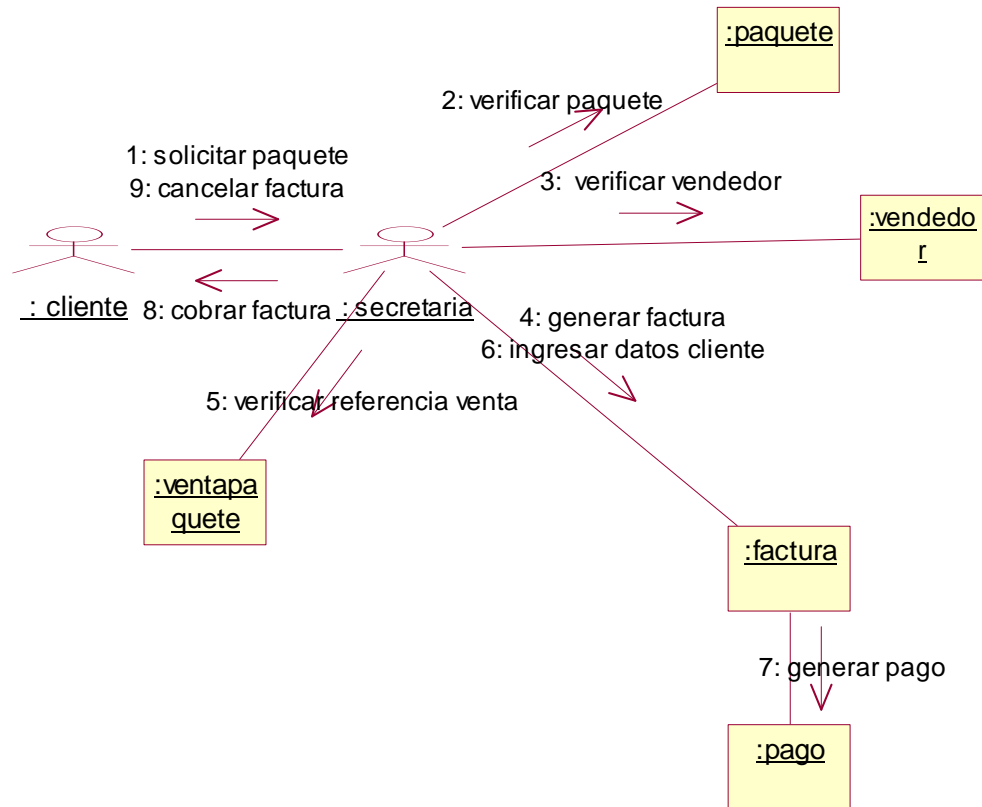 :paquete
2: verificar paquete
1: solicitar paquete
9: cancelar factura
3: verificar vendedor
:vendedo
r
: cliente
8: cobrar factura
: secretaria
4: generar factura
6: ingresar datos cliente
5: verificar referencia venta
:ventapa
quete
:factura
7: generar pago
:pago